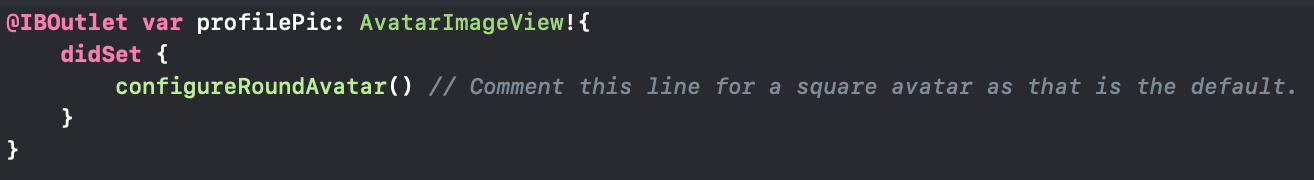 @IBOutlet var profilePic: AvatarImageView!{
    didSet {
        configureRoundAvatar() // Comment this line for a square avatar as that is the default.
    }
}